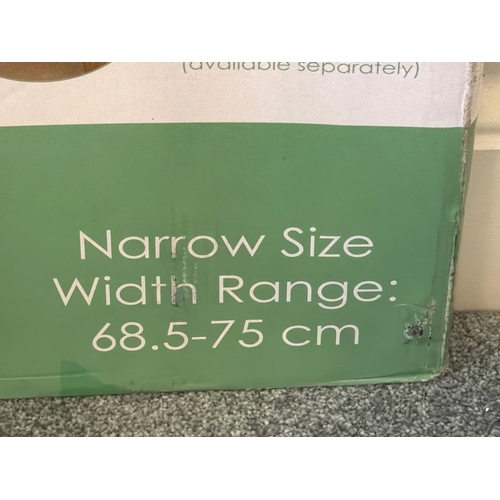 (available separately)
Narrow Size
Width Range:
68.5-75 cm